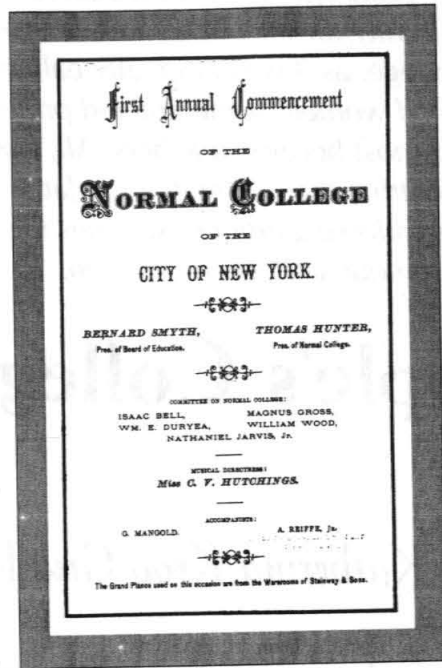 First Annual Commencement
OF THE
NORMAL COLLEGE
OF THE
CITY OF NEW YORK.
BERNARD SMYTH, THOMAS HUNTER,
Pres. of Board of Education. Pres. of Normal College.
COMMITTEE ON NORMAL COLLEGE:
ISAAC BELL, MAGNUS GROSS,
WM. E. DURYEA, WILLIAM WOOD,
NATHANIEL JARVIS, Jr.
MUSICAL DIRECTRESS:
Miss C. V. HUTCHINGS.
ACCOMPANISTS:
G. MANGOLD. A. REIFFE, Jr.
The Grand Pianos used on this occasion are from the Warerooms of Steinway & Sons.